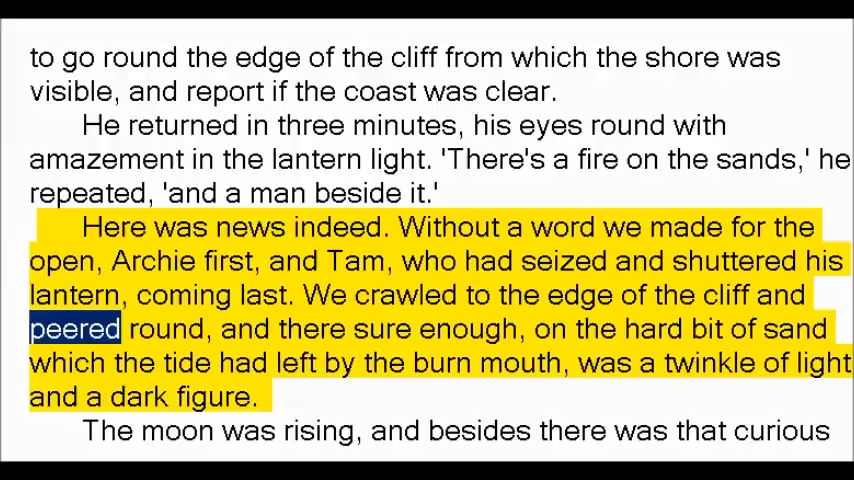 to go round the edge of the cliff from which the shore was
visible, and report if the coast was clear.
He returned in three minutes, his eyes round with
amazement in the lantern light. 'There's a fire on the sands,' he
repeated, 'and a man beside it.'
Here was news indeed. Without a word we made for the
open, Archie first, and Tam, who had seized and shuttered his
lantern, coming last. We crawled to the edge of the cliff and
peered round, and there sure enough, on the hard bit of sand
which the tide had left by the burn mouth, was a twinkle of light
and a dark figure.
The moon was rising, and besides there was that curious